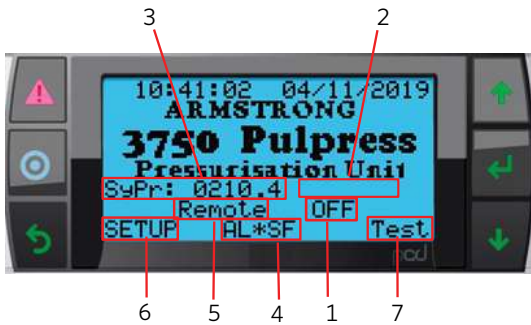 3 2
10:41:02 04/11/2019
ARMSTRONG
3750 Pulpress
Pressurisation Unit
SyPr: 0210.4
Remote OFF
SETUP AL*SF Test
6 5 4 1 7